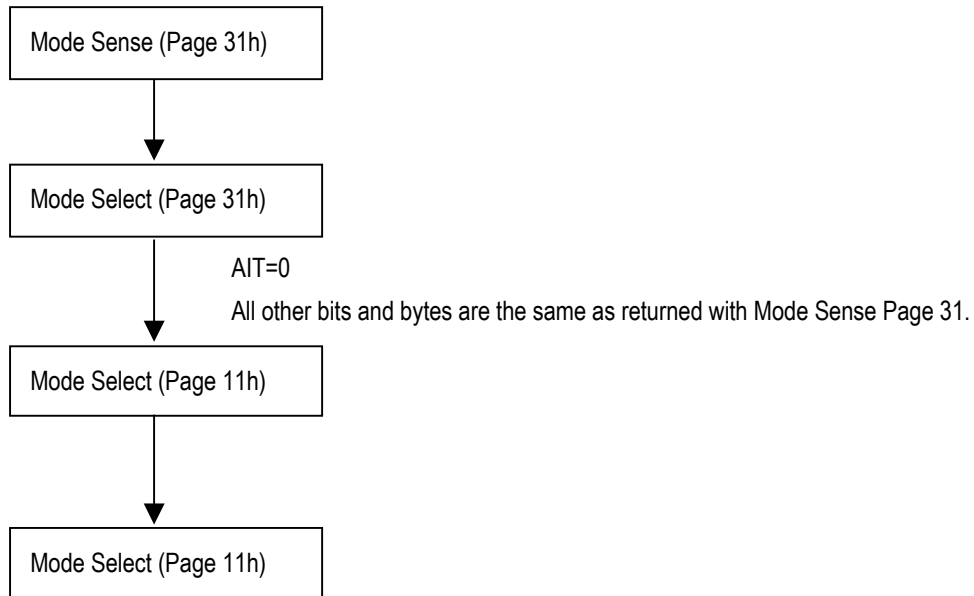 Mode Sense (Page 31h)
Mode Select (Page 31h)
AIT=0
All other bits and bytes are the same as returned with Mode Sense Page 31.
Mode Select (Page 11h)
Mode Select (Page 11h)